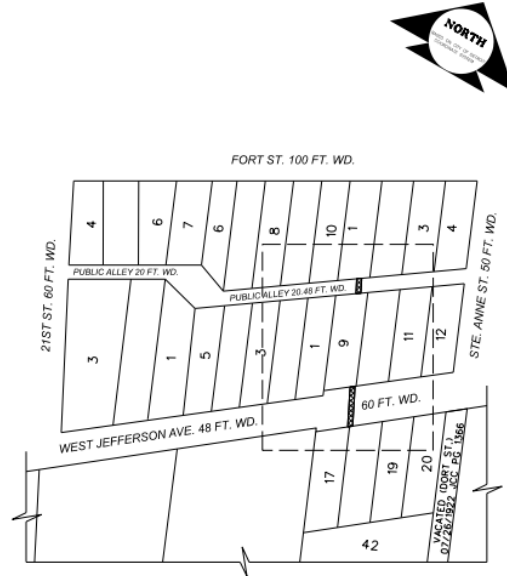 NORTH
FORT ST. 100 FT. WD.
4
6
7
6
8
10
1
3
4
21ST ST. 60 FT. WD.
STE. ANNE ST. 50 FT. WD.
PUBLIC ALLEY 20 FT. WD.
PUBLIC ALLEY 20.48 FT. WD.
3
1
5
3
1
9
11
12
WEST JEFFERSON AVE. 48 FT. WD.
60 FT. WD.
17
19
20
VACATED (DORT ST.)
07/26/1922 JCC PG 1366
42